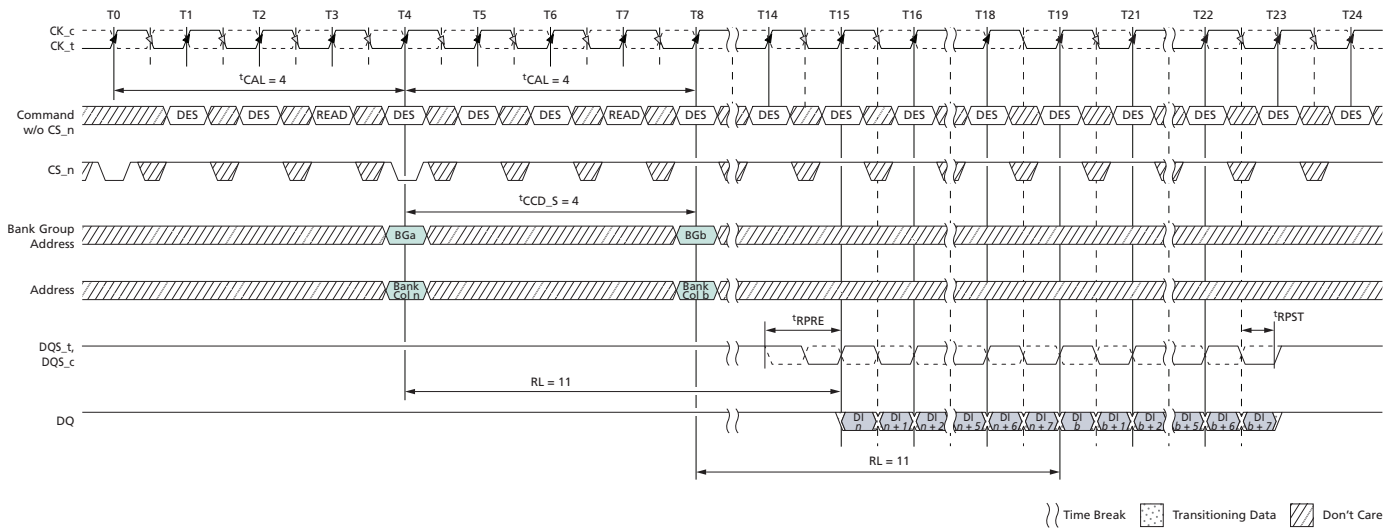 T0 T1 T2 T3 T4 T5 T6 T7 T8 T14 T15 T16 T18 T19 T21 T22 T23 T24
CK_c
CK_t
tCAL = 4 tCAL = 4
Command
w/o CS_n
DES DES READ DES DES DES READ DES DES DES DES DES DES DES DES DES DES
CS_n
tCCD_S = 4
Bank Group
Address
BGa BGb
Address
Bank
Col n
Bank
Col b
tRPRE tRPST
DQS_t,
DQS_c
RL = 11
DQ
DI
n
DI
n + 1
DI
n + 2
DI
n + 5
DI
n + 6
DI
n + 7
DI
b
DI
b + 1
DI
b + 2
DI
b + 5
DI
b + 6
DI
b + 7
RL = 11
Time Break Transitioning Data Don't Care